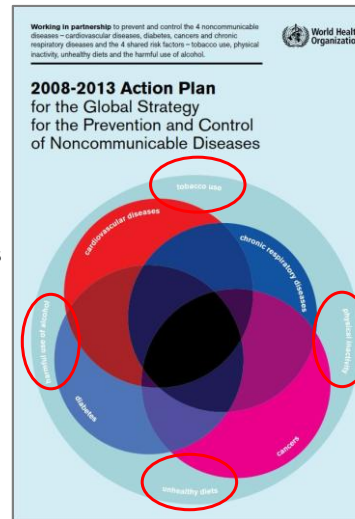 Working in partnership to prevent and control the 4 noncommunicable
diseases – cardiovascular diseases, diabetes, cancers and chronic
respiratory diseases and the 4 shared risk factors – tobacco use, physical
inactivity, unhealthy diets and the harmful use of alcohol.
World Health
Organization
2008-2013 Action Plan
for the Global Strategy
for the Prevention and Control
of Noncommunicable Diseases
tobacco use
cardiovascular diseases
chronic respiratory diseases
harmful use of alcohol
physical inactivity
diabetes
cancers
unhealthy diets